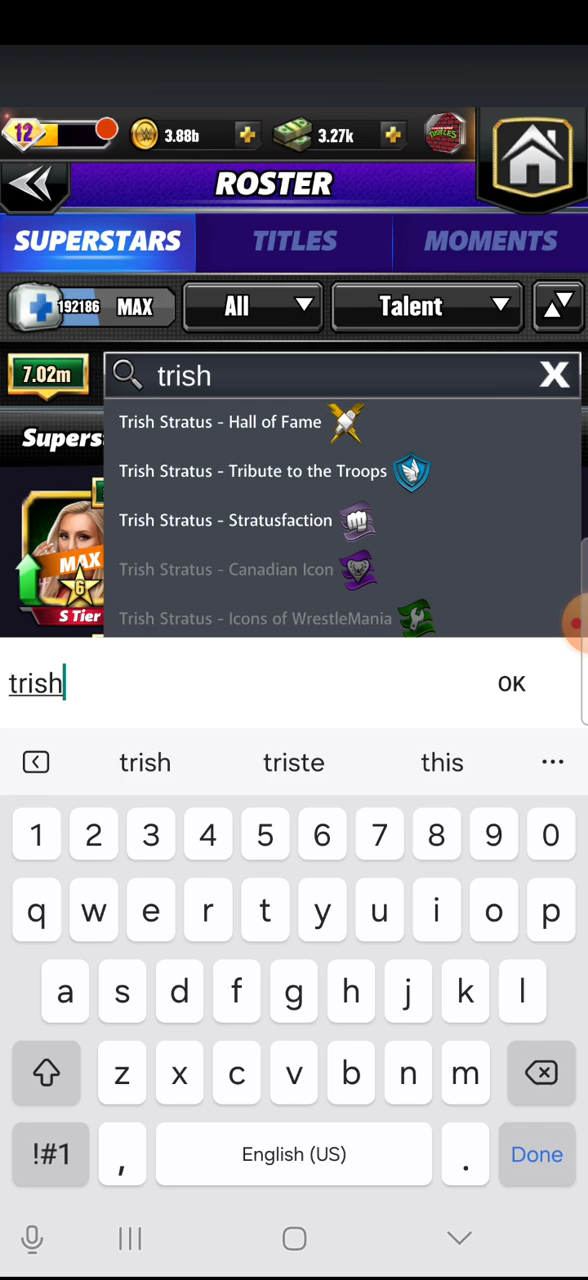 12
3.88b
3.27k
ROSTER
SUPERSTARS
TITLES
MOMENTS
192186
MAX
All
Talent
7.02m
trish
X
Supers
Trish Stratus - Hall of Fame
Trish Stratus - Tribute to the Troops
Trish Stratus - Stratusfaction
Trish Stratus - Canadian Icon
Trish Stratus - Icons of WrestleMania
MAX
6
S Tier
trish
OK
trish
triste
this
...
1 2 3 4 5 6 7 8 9 0
q w e r t y u i o p
a s d f g h j k l
z x c v b n m
!#1
,
English (US)
.
Done